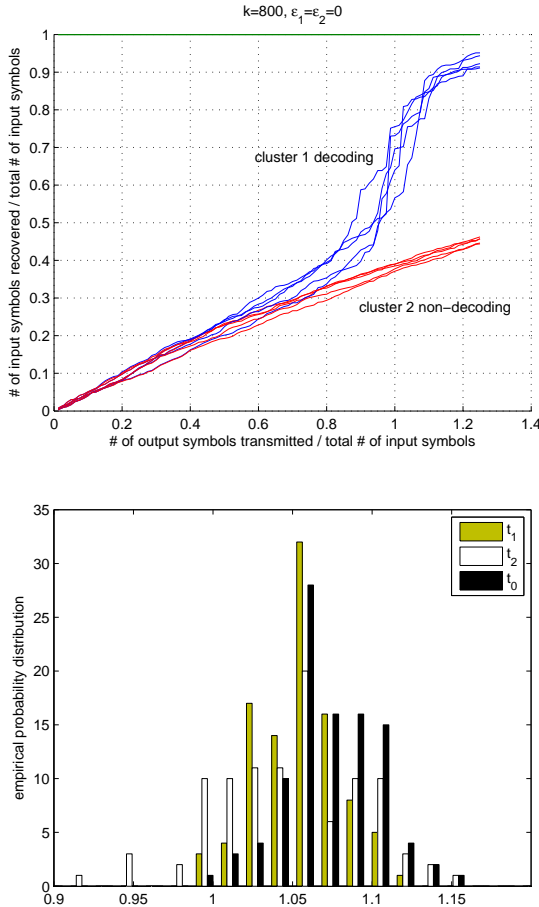 k=800, ε₁=ε₂=0
# of input symbols recovered / total # of input symbols
1
0.9
0.8
0.7
0.6
0.5
0.4
0.3
0.2
0.1
0
cluster 1 decoding
cluster 2 non−decoding
0 0.2 0.4 0.6 0.8 1 1.2 1.4
# of output symbols transmitted / total # of input symbols
empirical probability distribution
35
30
25
20
15
10
5
0
t₁
t₂
t₀
0.9 0.95 1 1.05 1.1 1.15